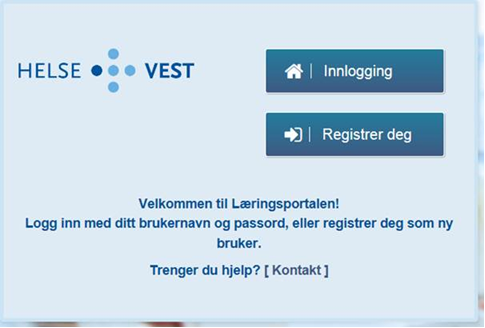 HELSE VEST
Innlogging
Registrer deg
Velkommen til Læringsportalen!
Logg inn med ditt brukernavn og passord, eller registrer deg som ny
bruker.
Trenger du hjelp? [ Kontakt ]